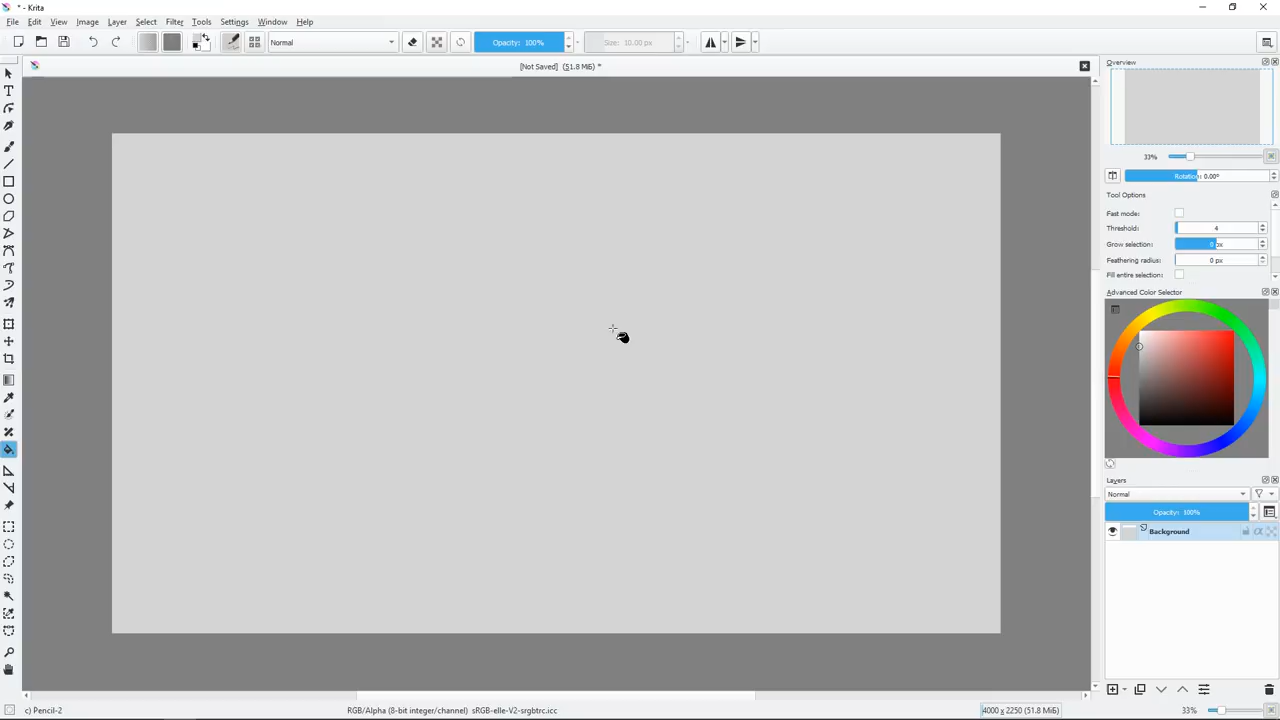 * - Krita
File Edit View Image Layer Select Filter Tools Settings Window Help
Normal Opacity: 100% Size: 10.00 px
[Not Saved] (51.8 MiB) *
Overview
33%
Rotation: 0.00°
Tool Options
Fast mode:
Threshold: 4
Grow selection: 0 px
Feathering radius: 0 px
Fill entire selection:
Advanced Color Selector
Layers
Normal
Opacity: 100%
Background
c) Pencil-2 RGB/Alpha (8-bit integer/channel) sRGB-elle-V2-srgbtrc.icc 4000 x 2250 (51.8 MiB) 33%